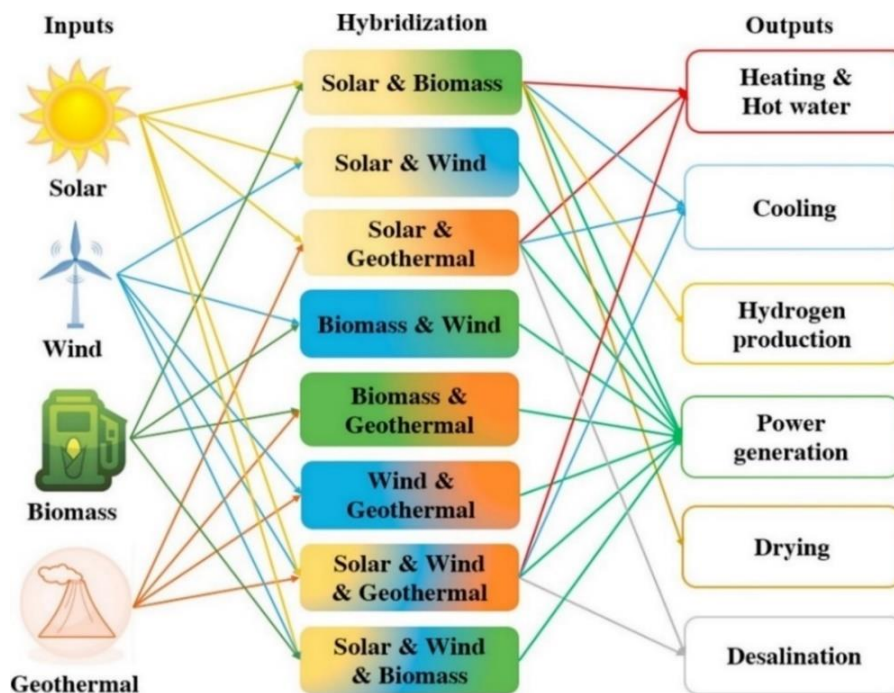 Inputs
Hybridization
Outputs
Solar
Wind
Biomass
Geothermal
Solar & Biomass
Solar & Wind
Solar &
Geothermal
Biomass & Wind
Biomass &
Geothermal
Wind &
Geothermal
Solar & Wind
& Geothermal
Solar & Wind
& Biomass
Heating &
Hot water
Cooling
Hydrogen
production
Power
generation
Drying
Desalination